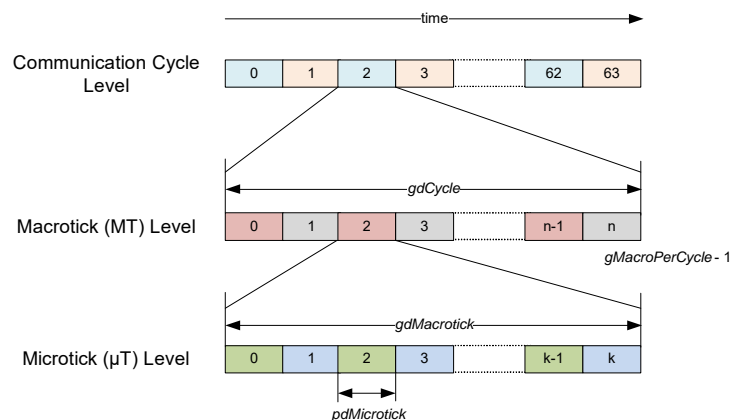 time
Communication Cycle
Level
0 1 2 3 62 63
gdCycle
Macrotick (MT) Level
0 1 2 3 n-1 n
gMacroPerCycle - 1
gdMacrotick
Microtick (µT) Level
0 1 2 3 k-1 k
pdMicrotick